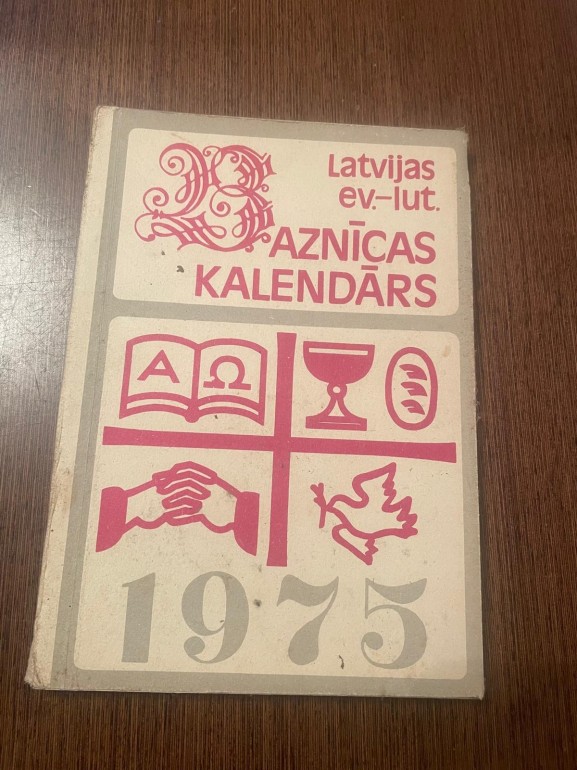 Latvijas
ev.-lut.
BAZNĪCAS
KALENDĀRS
Α Ω
1975